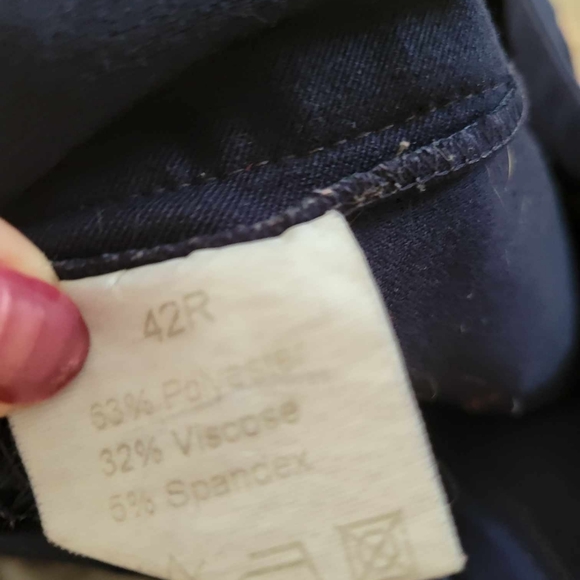 42R
63% Polyester
32% Viscose
5% Spandex